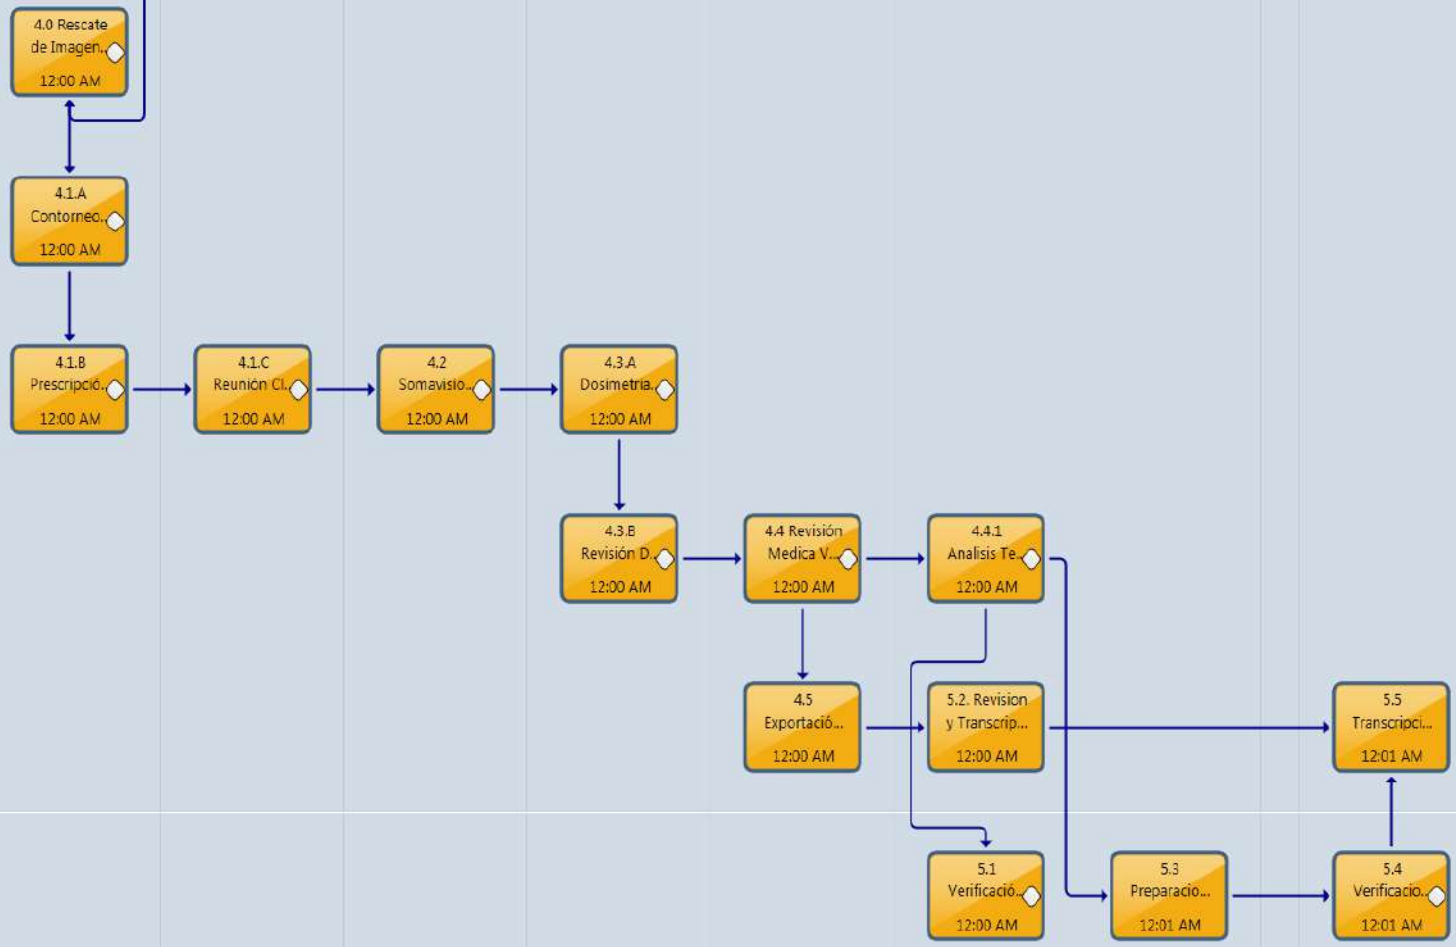 4.0 Rescate
de Imagen...
12:00 AM
4.1.A
Contorneo...
12:00 AM
4.1.B
Prescripció...
12:00 AM
4.1.C
Reunión Cl...
12:00 AM
4.2
Somavisio...
12:00 AM
4.3.A
Dosimetria...
12:00 AM
4.3.B
Revisión D...
12:00 AM
4.4 Revisión
Medica V...
12:00 AM
4.4.1
Analisis Te...
12:00 AM
4.5
Exportació...
12:00 AM
5.2. Revision
y Transcrip...
12:00 AM
5.5
Transcripci...
12:01 AM
5.1
Verificació...
12:00 AM
5.3
Preparacio...
12:01 AM
5.4
Verificacio...
12:01 AM